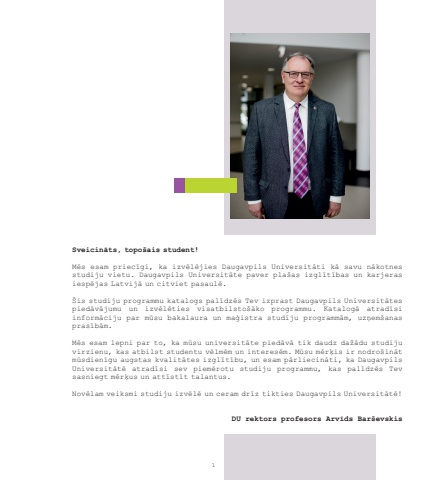 Sveicināts, topošais student!
Mēs esam priecīgi, ka izvēlējies Daugavpils Universitāti kā savu nākotnes
studiju vietu. Daugavpils Universitāte paver plašas izglītības un karjeras
iespējas Latvijā un citviet pasaulē.
Šis studiju programmu katalogs palīdzēs Tev izprast Daugavpils Universitātes
piedāvājumu un izvēlēties visatbilstošāko programmu. Katalogā atradīsi
informāciju par mūsu bakalaura un maģistra studiju programmām, uzņemšanas
prasībām.
Mēs esam lepni par to, ka mūsu universitāte piedāvā tik daudz dažādu studiju
virzienu, kas atbilst studentu vēlmēm un interesēm. Mūsu mērķis ir nodrošināt
mūsdienīgu augstas kvalitātes izglītību, un esam pārliecināti, ka Daugavpils
Universitātē atradīsi sev piemērotu studiju programmu, kas palīdzēs Tev
sasniegt mērķus un attīstīt talantus.
Novēlam veiksmi studiju izvēlē un ceram drīz tikties Daugavpils Universitātē!
DU rektors profesors Arvīds Barševskis
1